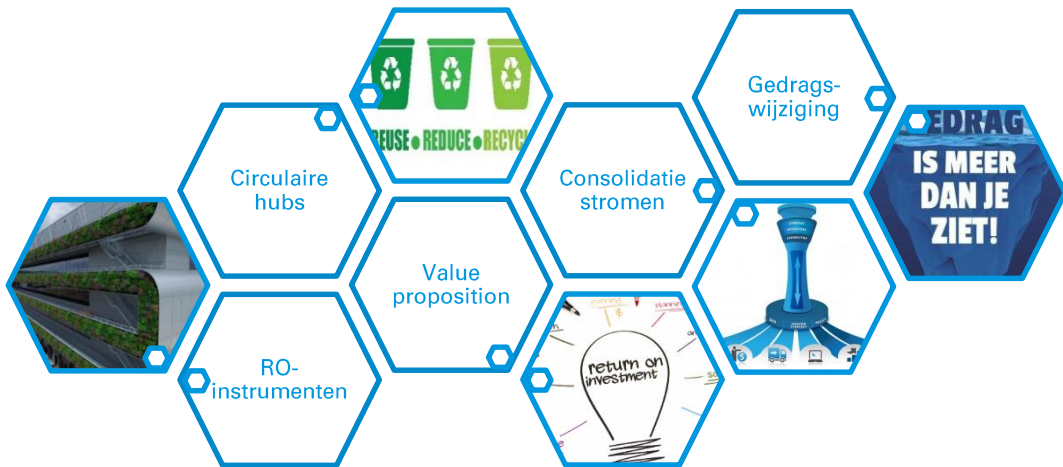 REUSE ● REDUCE ● RECYCL
Gedrags-
wijziging
Circulaire
hubs
Consolidatie
stromen
EDRAG
IS MEER
DAN JE
ZIET!
Value
proposition
RO-
instrumenten
return on
investment